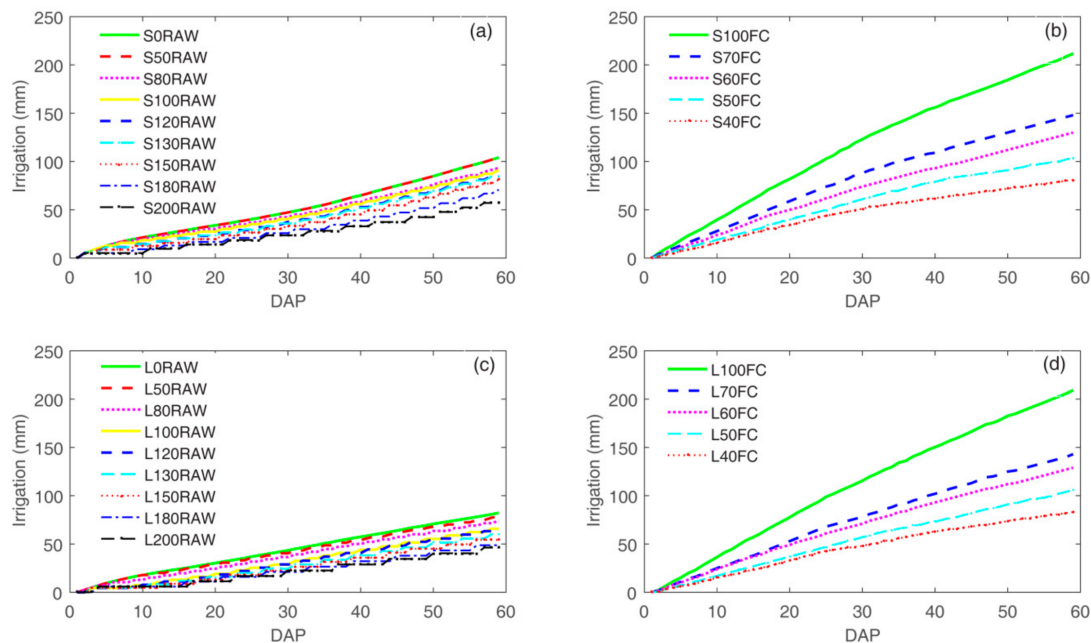 (a)
S0RAW
S50RAW
S80RAW
S100RAW
S120RAW
S130RAW
S150RAW
S180RAW
S200RAW
250
200
150
100
50
0
Irrigation (mm)
0 10 20 30 40 50 60
DAP
(b)
S100FC
S70FC
S60FC
S50FC
S40FC
250
200
150
100
50
0
Irrigation (mm)
0 10 20 30 40 50 60
DAP
(c)
L0RAW
L50RAW
L80RAW
L100RAW
L120RAW
L130RAW
L150RAW
L180RAW
L200RAW
250
200
150
100
50
0
Irrigation (mm)
0 10 20 30 40 50 60
DAP
(d)
L100FC
L70FC
L60FC
L50FC
L40FC
250
200
150
100
50
0
Irrigation (mm)
0 10 20 30 40 50 60
DAP